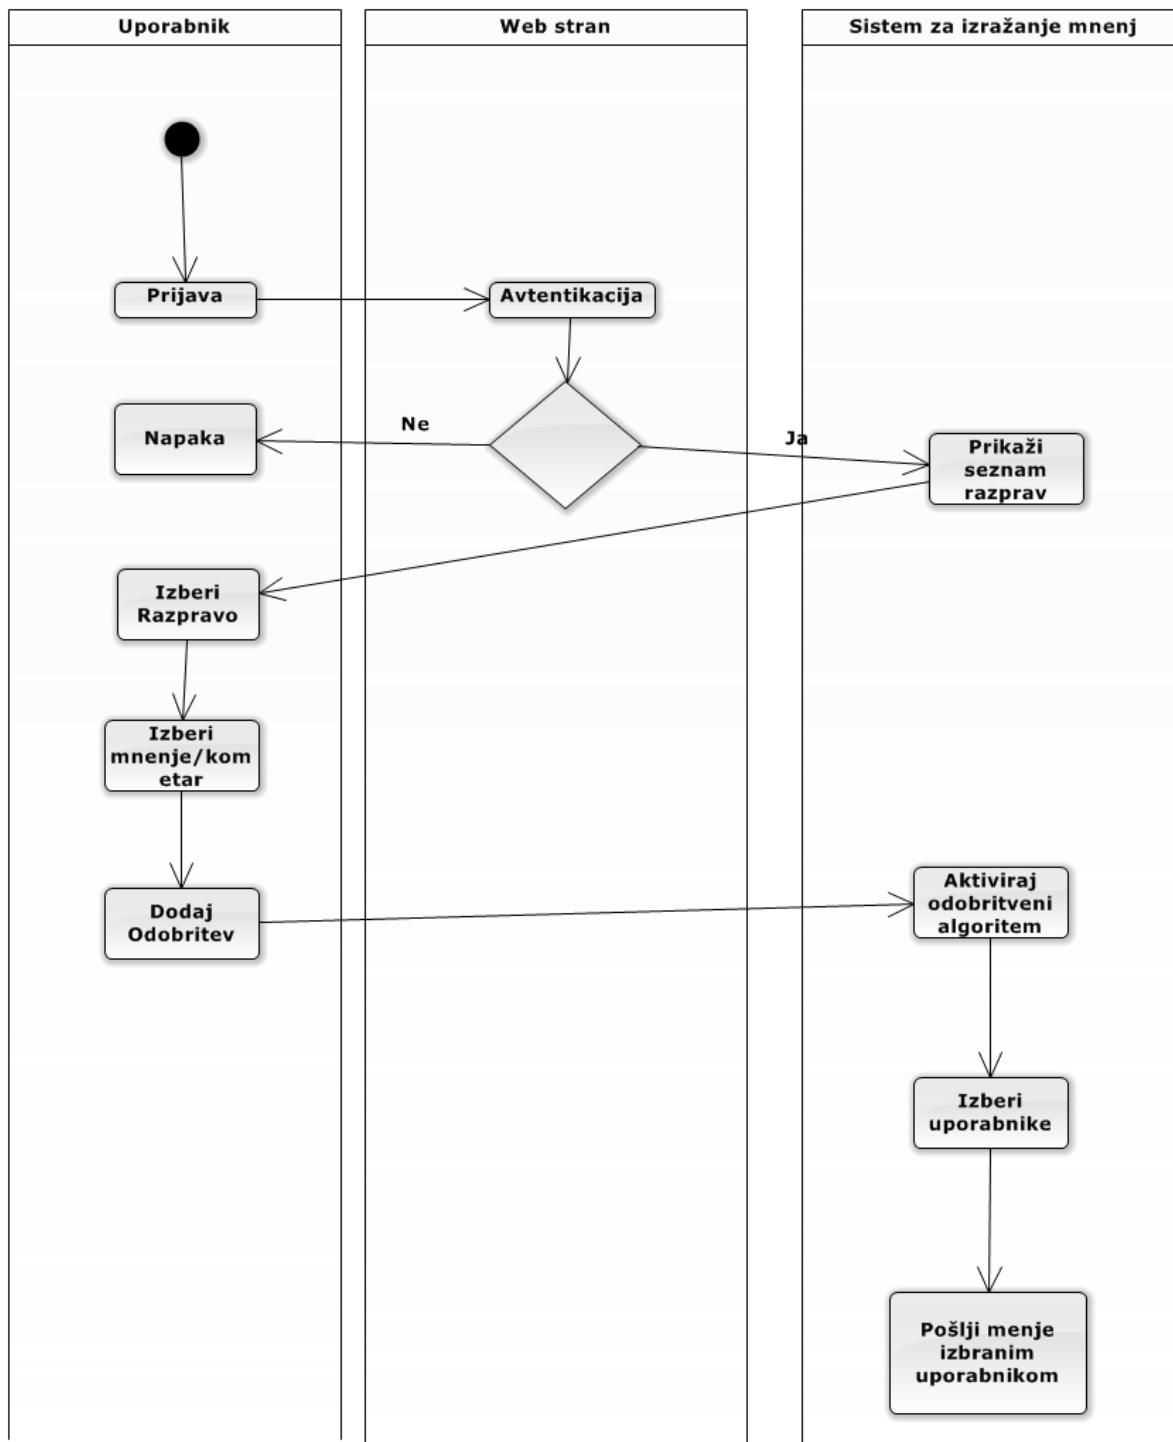 Uporabnik
Web stran
Sistem za izražanje mnenj
Prijava
Avtentikacija
Napaka
Ne
Ja
Prikaži
seznam
razprav
Izberi
Razpravo
Izberi
mnenje/kom
etar
Dodaj
Odobritev
Aktiviraj
odobritveni
algoritem
Izberi
uporabnike
Pošlji menje
izbranim
uporabnikom